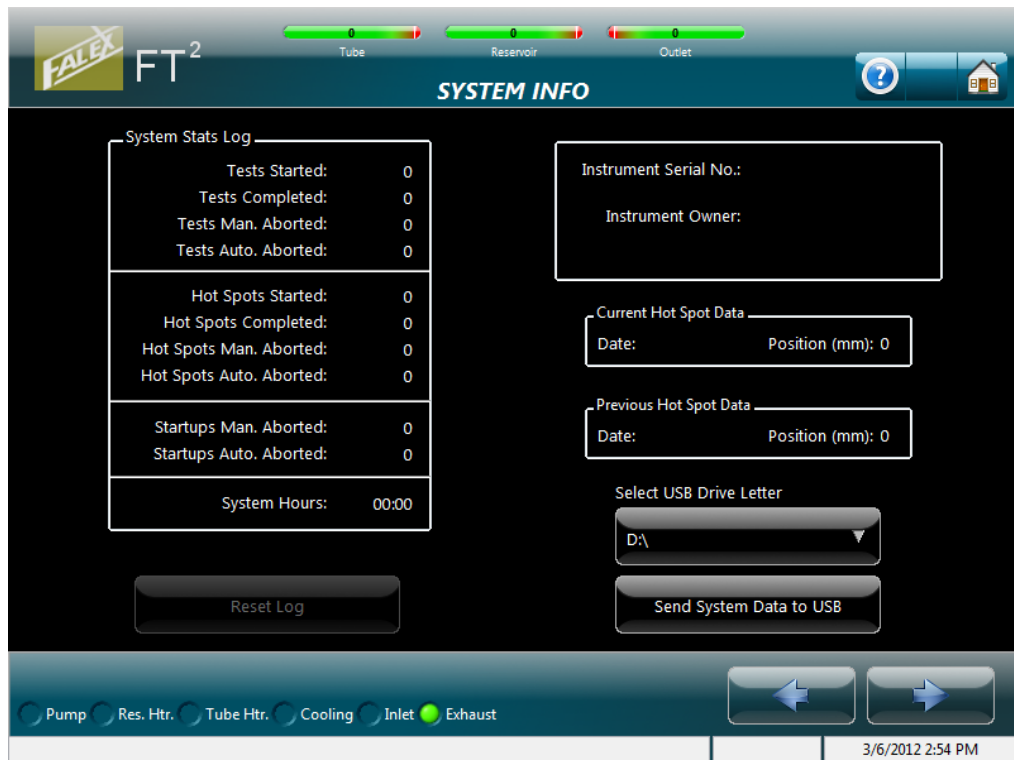 FALEX FT2
0 0 0
Tube Reservoir Outlet
SYSTEM INFO
?
System Stats Log
Tests Started: 0
Tests Completed: 0
Tests Man. Aborted: 0
Tests Auto. Aborted: 0
Hot Spots Started: 0
Hot Spots Completed: 0
Hot Spots Man. Aborted: 0
Hot Spots Auto. Aborted: 0
Startups Man. Aborted: 0
Startups Auto. Aborted: 0
System Hours: 00:00
Reset Log
Instrument Serial No.:
Instrument Owner:
Current Hot Spot Data
Date: Position (mm): 0
Previous Hot Spot Data
Date: Position (mm): 0
Select USB Drive Letter
D:\
Send System Data to USB
Pump Res. Htr. Tube Htr. Cooling Inlet Exhaust
3/6/2012 2:54 PM